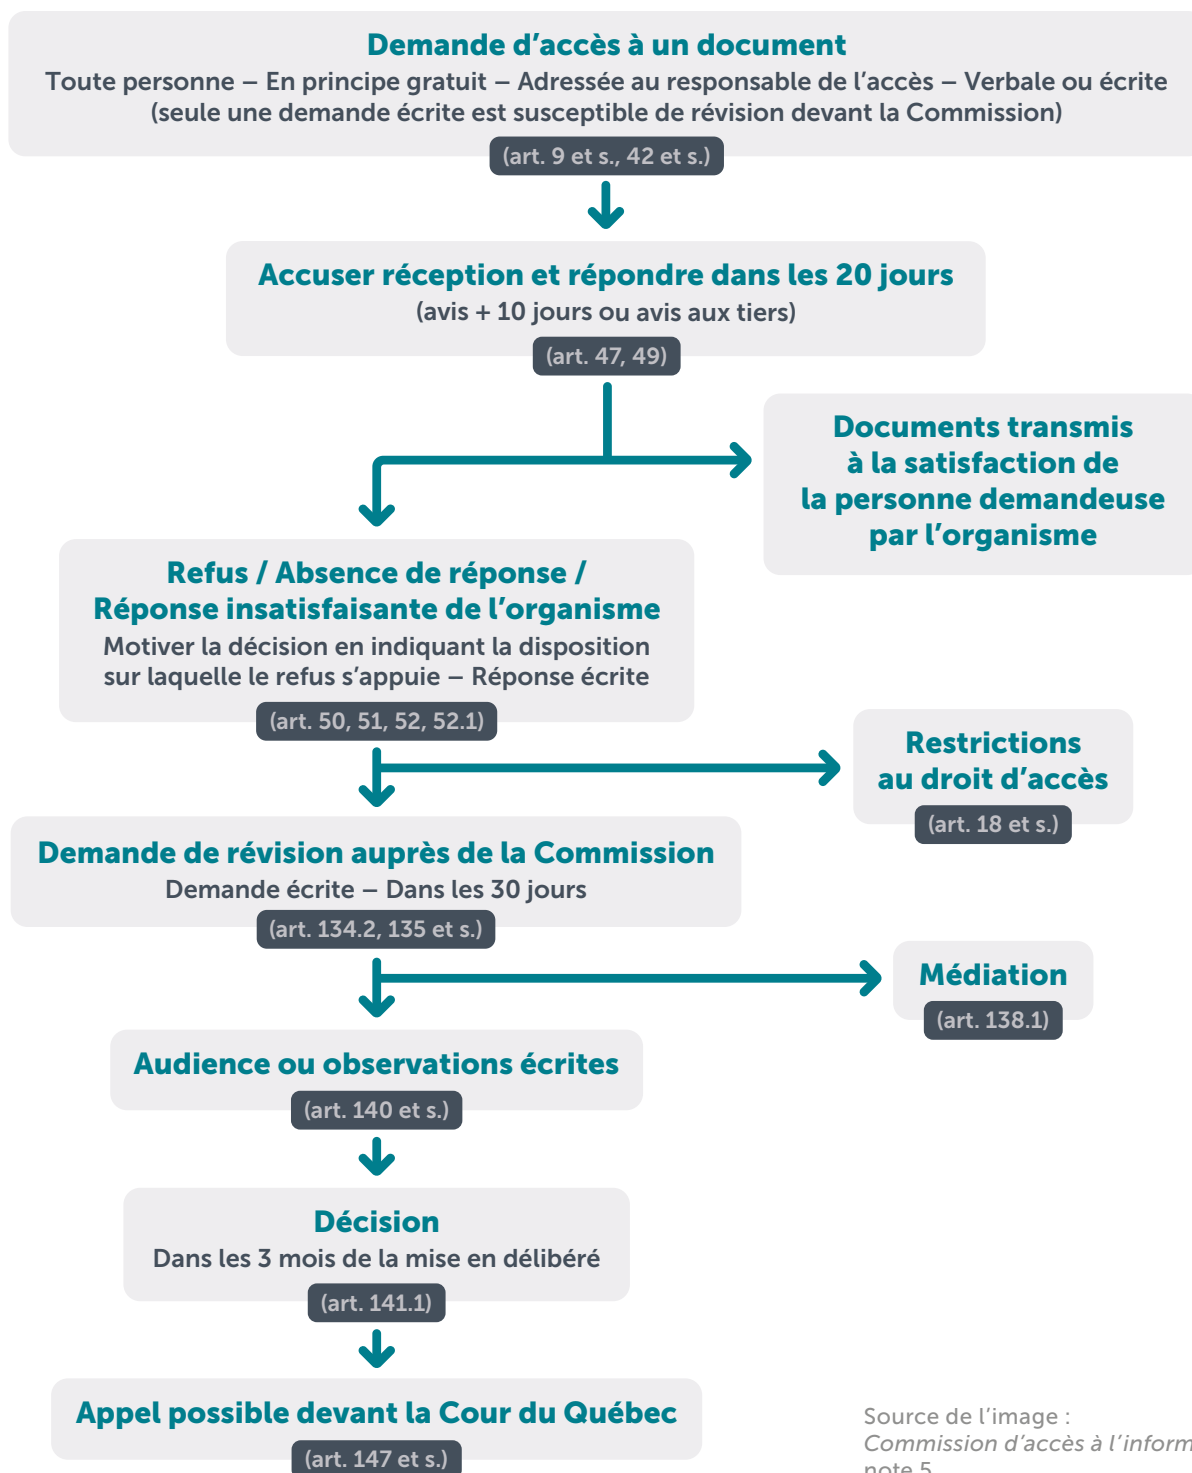 Demande d’accès à un document
Toute personne – En principe gratuit – Adressée au responsable de l’accès – Verbale ou écrite
(seule une demande écrite est susceptible de révision devant la Commission)
(art. 9 et s., 42 et s.)
Accuser réception et répondre dans les 20 jours
(avis + 10 jours ou avis aux tiers)
(art. 47, 49)
Documents transmis
à la satisfaction de
la personne demandeuse
par l’organisme
Refus / Absence de réponse /
Réponse insatisfaisante de l’organisme
Motiver la décision en indiquant la disposition
sur laquelle le refus s’appuie – Réponse écrite
(art. 50, 51, 52, 52.1)
Restrictions
au droit d’accès
(art. 18 et s.)
Demande de révision auprès de la Commission
Demande écrite – Dans les 30 jours
(art. 134.2, 135 et s.)
Médiation
(art. 138.1)
Audience ou observations écrites
(art. 140 et s.)
Décision
Dans les 3 mois de la mise en délibéré
(art. 141.1)
Appel possible devant la Cour du Québec
(art. 147 et s.)
Source de l’image :
Commission d’accès à l’inform
note 5